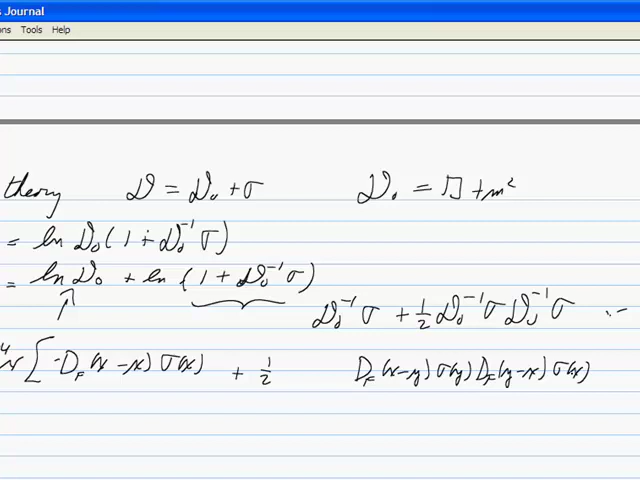 s Journal
ons Tools Help
theory 𝒟 = 𝒟₀ + σ 𝒟₀ = □ + m²
= ln 𝒟₀ ( 1 + 𝒟₀⁻¹ σ )
= ln 𝒟₀ + ln ( 1 + 𝒟₀⁻¹ σ )
𝒟₀⁻¹ σ + ½ 𝒟₀⁻¹ σ 𝒟₀⁻¹ σ ...
[ -D_F (x-x) σ(x) + ½ D_F (x-y) σ(y) D_F (y-x) σ(x)